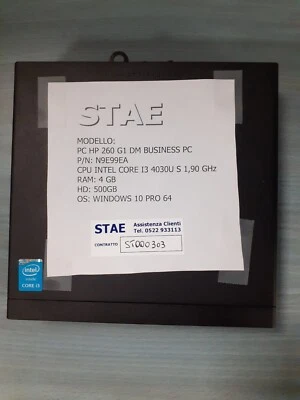 STAE
MODELLO:
PC HP 260 G1 DM BUSINESS PC
P/N: N9E99EA
CPU INTEL CORE I3 4030U S 1,90 GHz
RAM: 4 GB
HD: 500GB
OS: WINDOWS 10 PRO 64
STAE Assistenza Clienti
Tel. 0522 933113
CONTRATTO ST000303
intel
inside
CORE i3